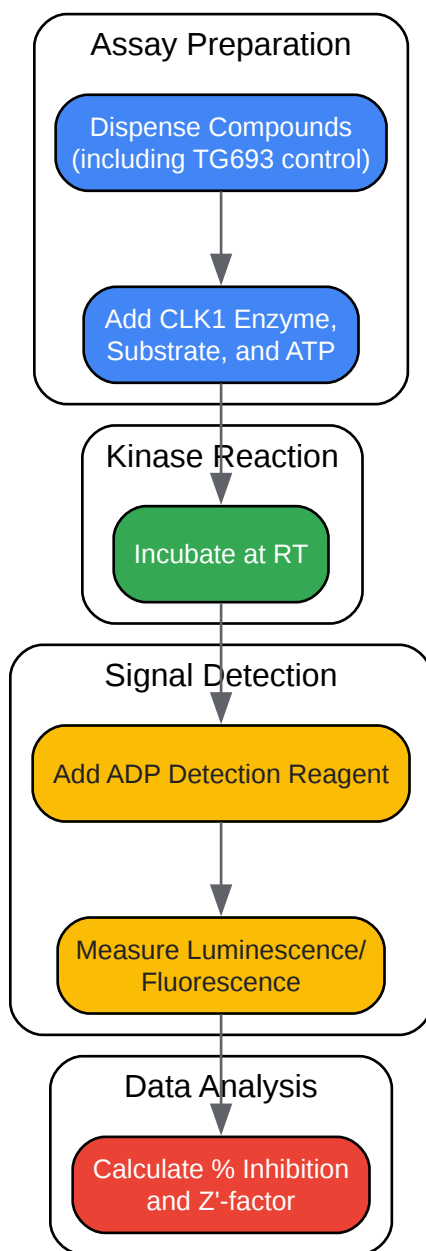 Assay Preparation
Dispense Compounds
(including TG693 control)
Add CLK1 Enzyme,
Substrate, and ATP
Kinase Reaction
Incubate at RT
Signal Detection
Add ADP Detection Reagent
Measure Luminescence/
Fluorescence
Data Analysis
Calculate % Inhibition
and Z'-factor